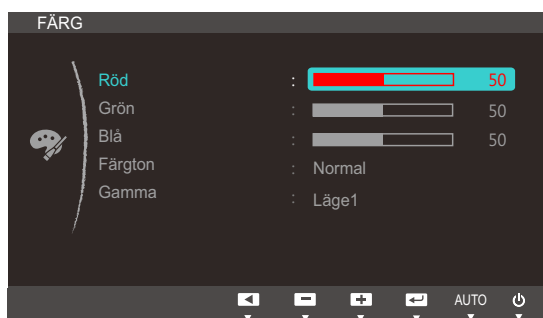 FÄRG
Röd : 50
Grön : 50
Blå : 50
Färgton : Normal
Gamma : Läge1
AUTO